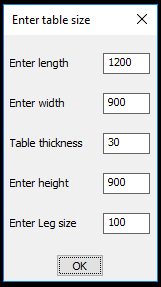 Enter table size
Enter length 1200
Enter width 900
Table thickness 30
Enter height 900
Enter Leg size 100
OK